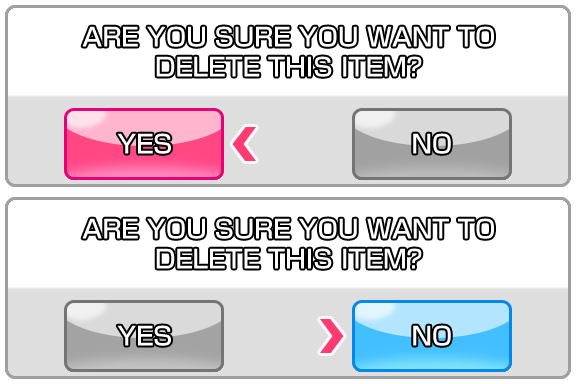 ARE YOU SURE YOU WANT TO
DELETE THIS ITEM?
YES
NO
ARE YOU SURE YOU WANT TO
DELETE THIS ITEM?
YES
NO